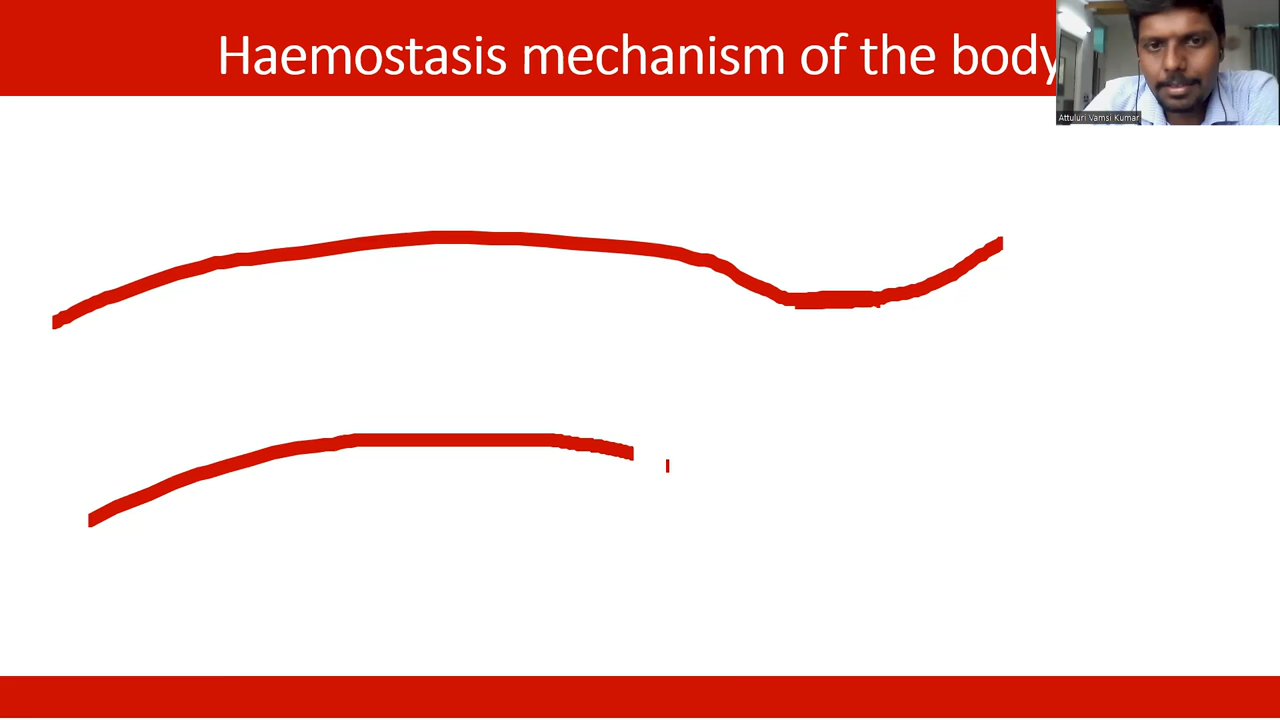 Haemostasis mechanism of the body
Attuluri Vamsi Kumar